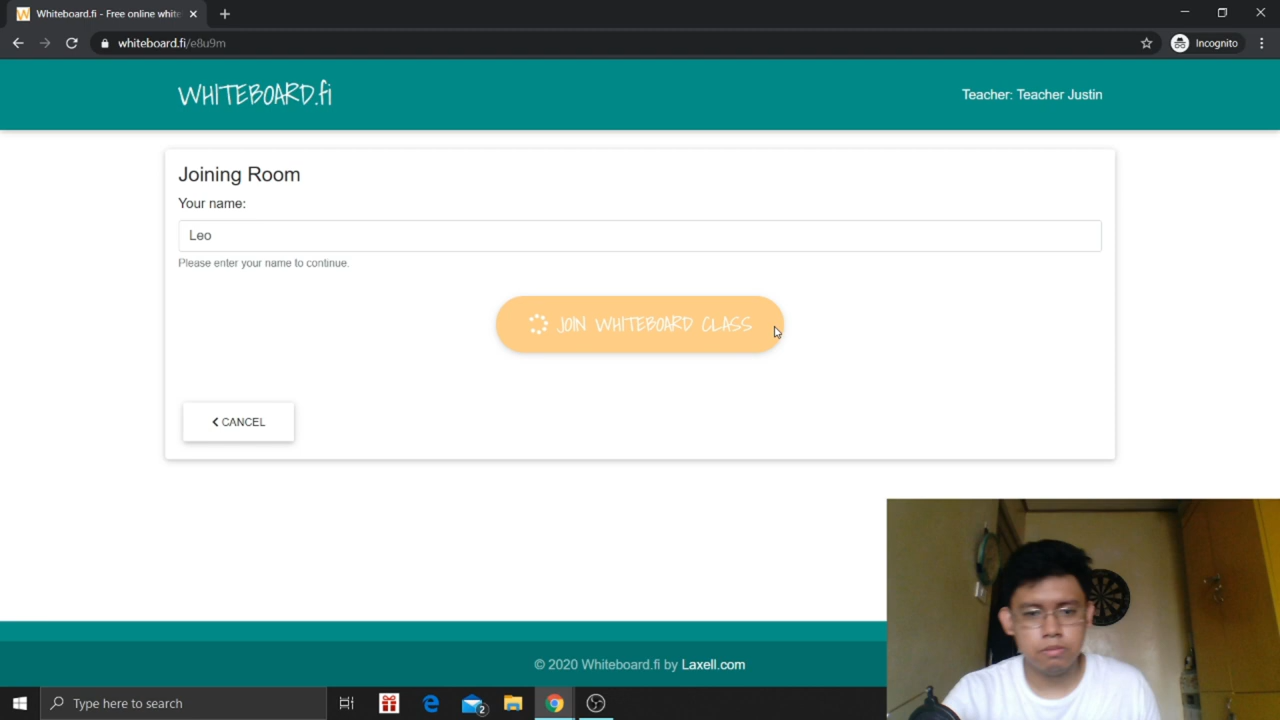 Whiteboard.fi - Free online white
whiteboard.fi/e8u9m
Incognito
WHITEBOARD.fi
Teacher: Teacher Justin
Joining Room
Your name:
Leo
Please enter your name to continue.
JOIN WHITEBOARD CLASS
CANCEL
© 2020 Whiteboard.fi by Laxell.com
Type here to search
2